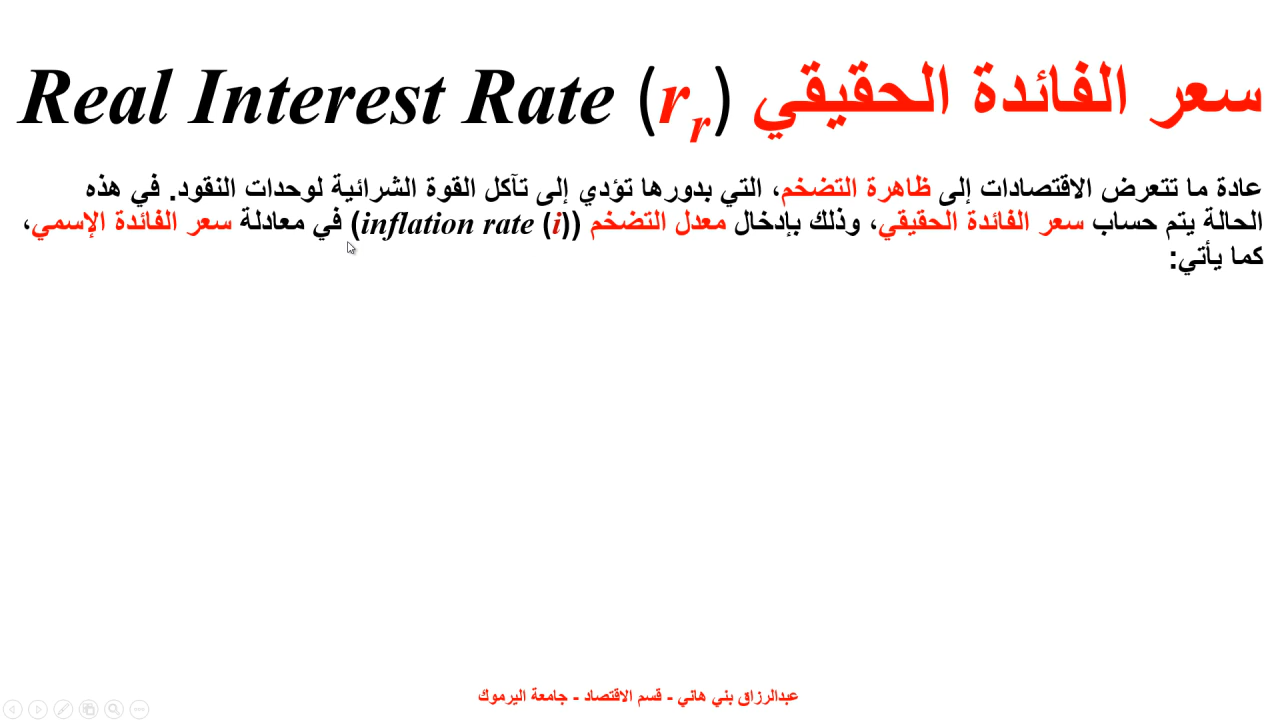 سعر الفائدة الحقيقي (rr) Real Interest Rate
عادة ما تتعرض الاقتصادات إلى ظاهرة التضخم، التي بدورها تؤدي إلى تآكل القوة الشرائية لوحدات النقود. في هذه
الحالة يتم حساب سعر الفائدة الحقيقي، وذلك بإدخال معدل التضخم (inflation rate (i)) في معادلة سعر الفائدة الإسمي،
كما يأتي:
عبدالرزاق بني هاني - قسم الاقتصاد - جامعة اليرموك